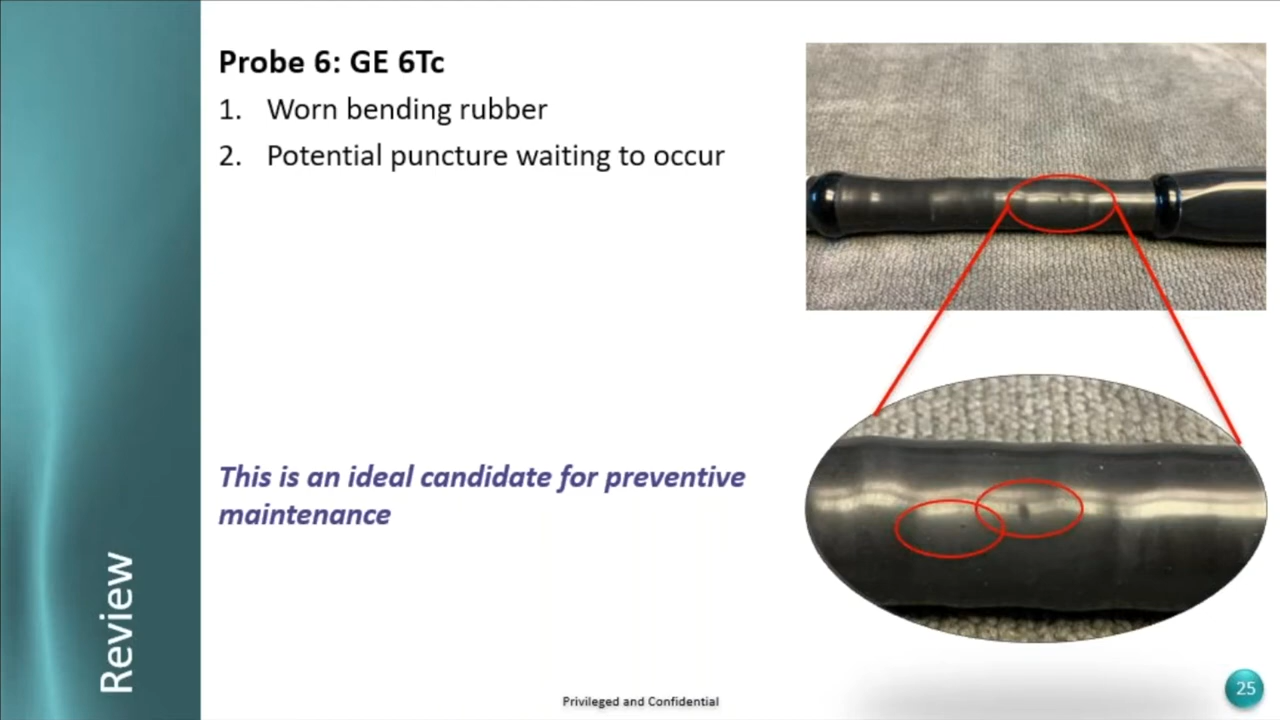 Probe 6: GE 6Tc
1. Worn bending rubber
2. Potential puncture waiting to occur
This is an ideal candidate for preventive
maintenance
Review
Privileged and Confidential
25